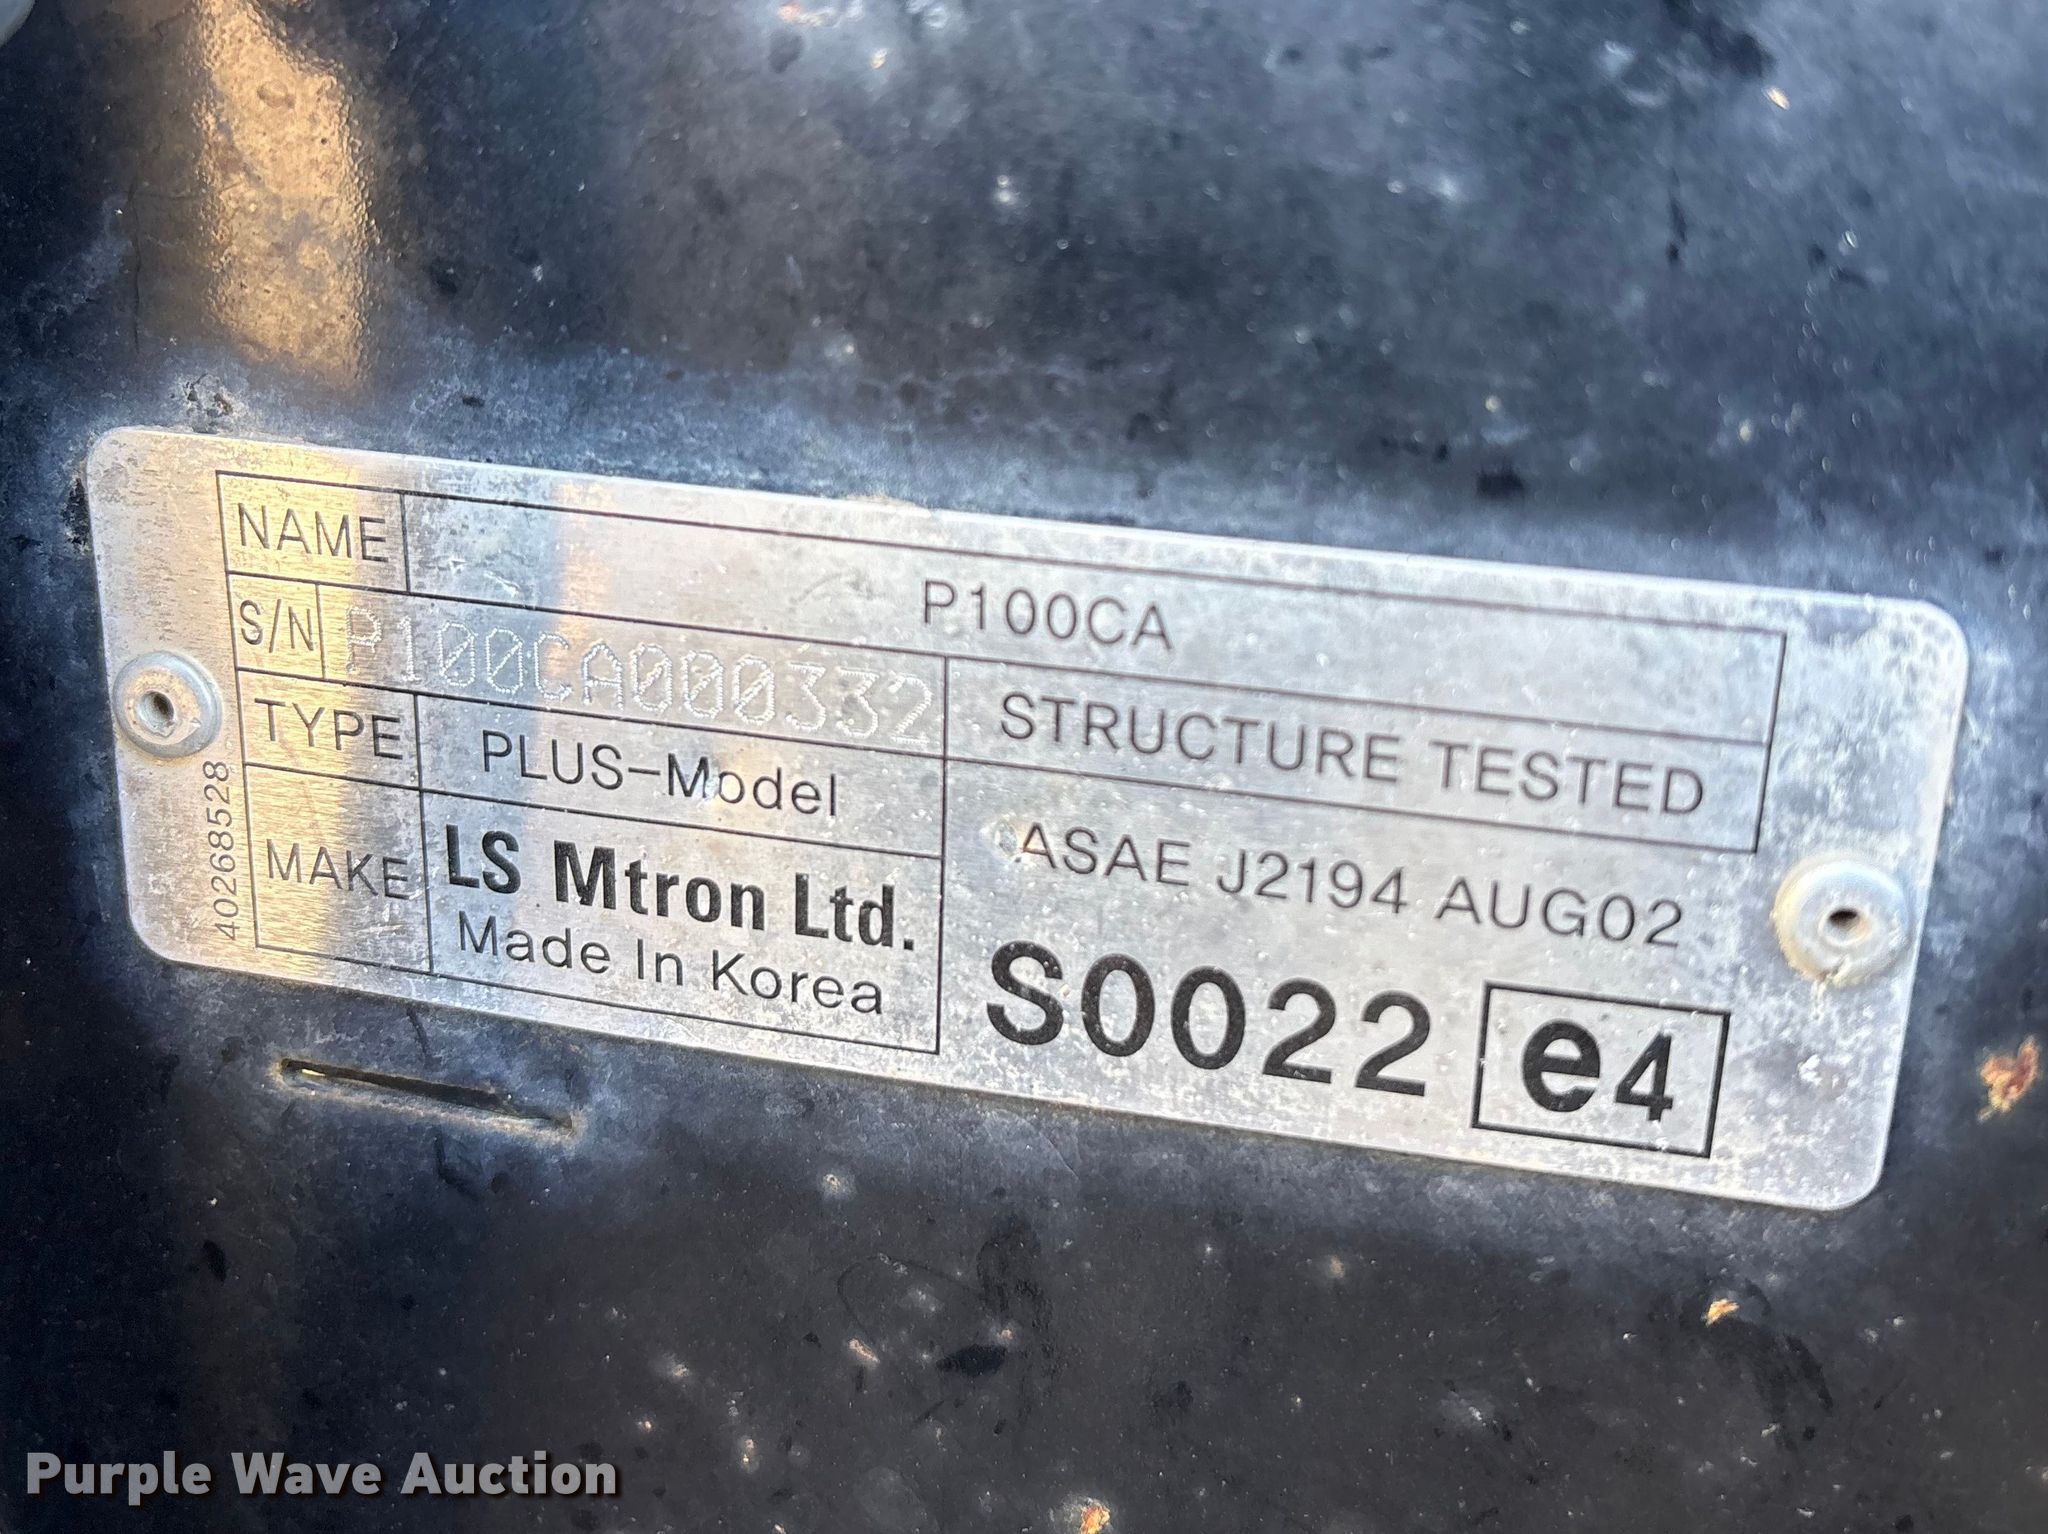 NAME P100CA
S/N P100CA000332 STRUCTURE TESTED
TYPE PLUS-Model
ASAE J2194 AUG02
MAKE LS Mtron Ltd.
Made In Korea
S0022 e4
40268528
Purple Wave Auction